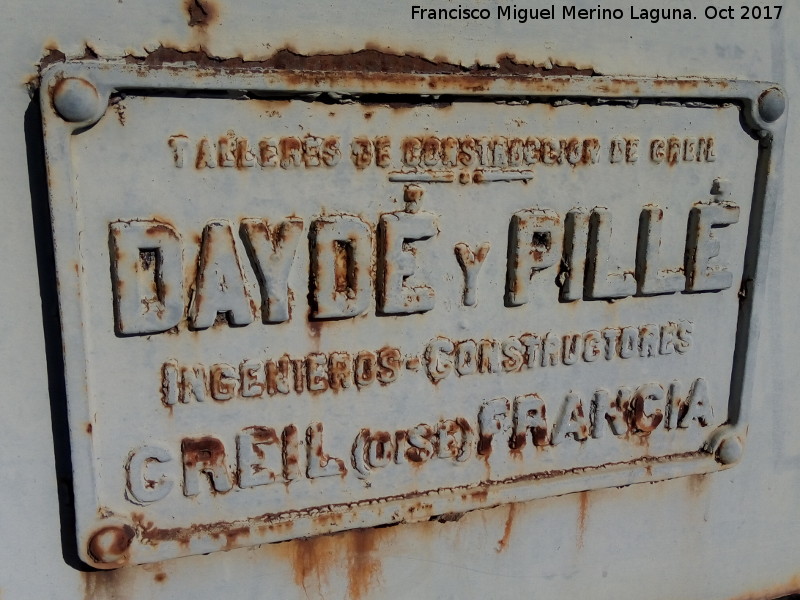 Francisco Miguel Merino Laguna. Oct 2017
TALLERES DE CONSTRUCCION DE CREIL
DAYDÉ Y PILLÉ
INGENIEROS-CONSTRUCTORES
CREIL (OISE) FRANCIA